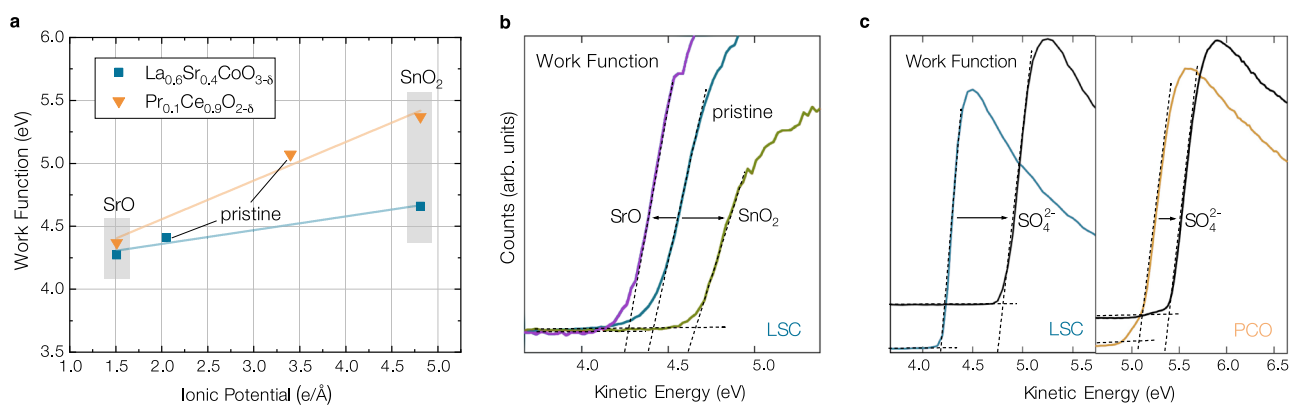 a
6.0
5.5
5.0
4.5
4.0
3.5
Work Function (eV)
La0.6Sr0.4CoO3-δ
Pr0.1Ce0.9O2-δ
SnO2
SrO
pristine
1.0 1.5 2.0 2.5 3.0 3.5 4.0 4.5 5.0
Ionic Potential (e/Å)
b
Work Function
pristine
SrO
SnO2
LSC
Counts (arb. units)
4.0 4.5 5.0
Kinetic Energy (eV)
c
Work Function
SO4^2-
LSC
SO4^2-
PCO
4.0 4.5 5.0 5.5
5.0 5.5 6.0 6.5
Kinetic Energy (eV)